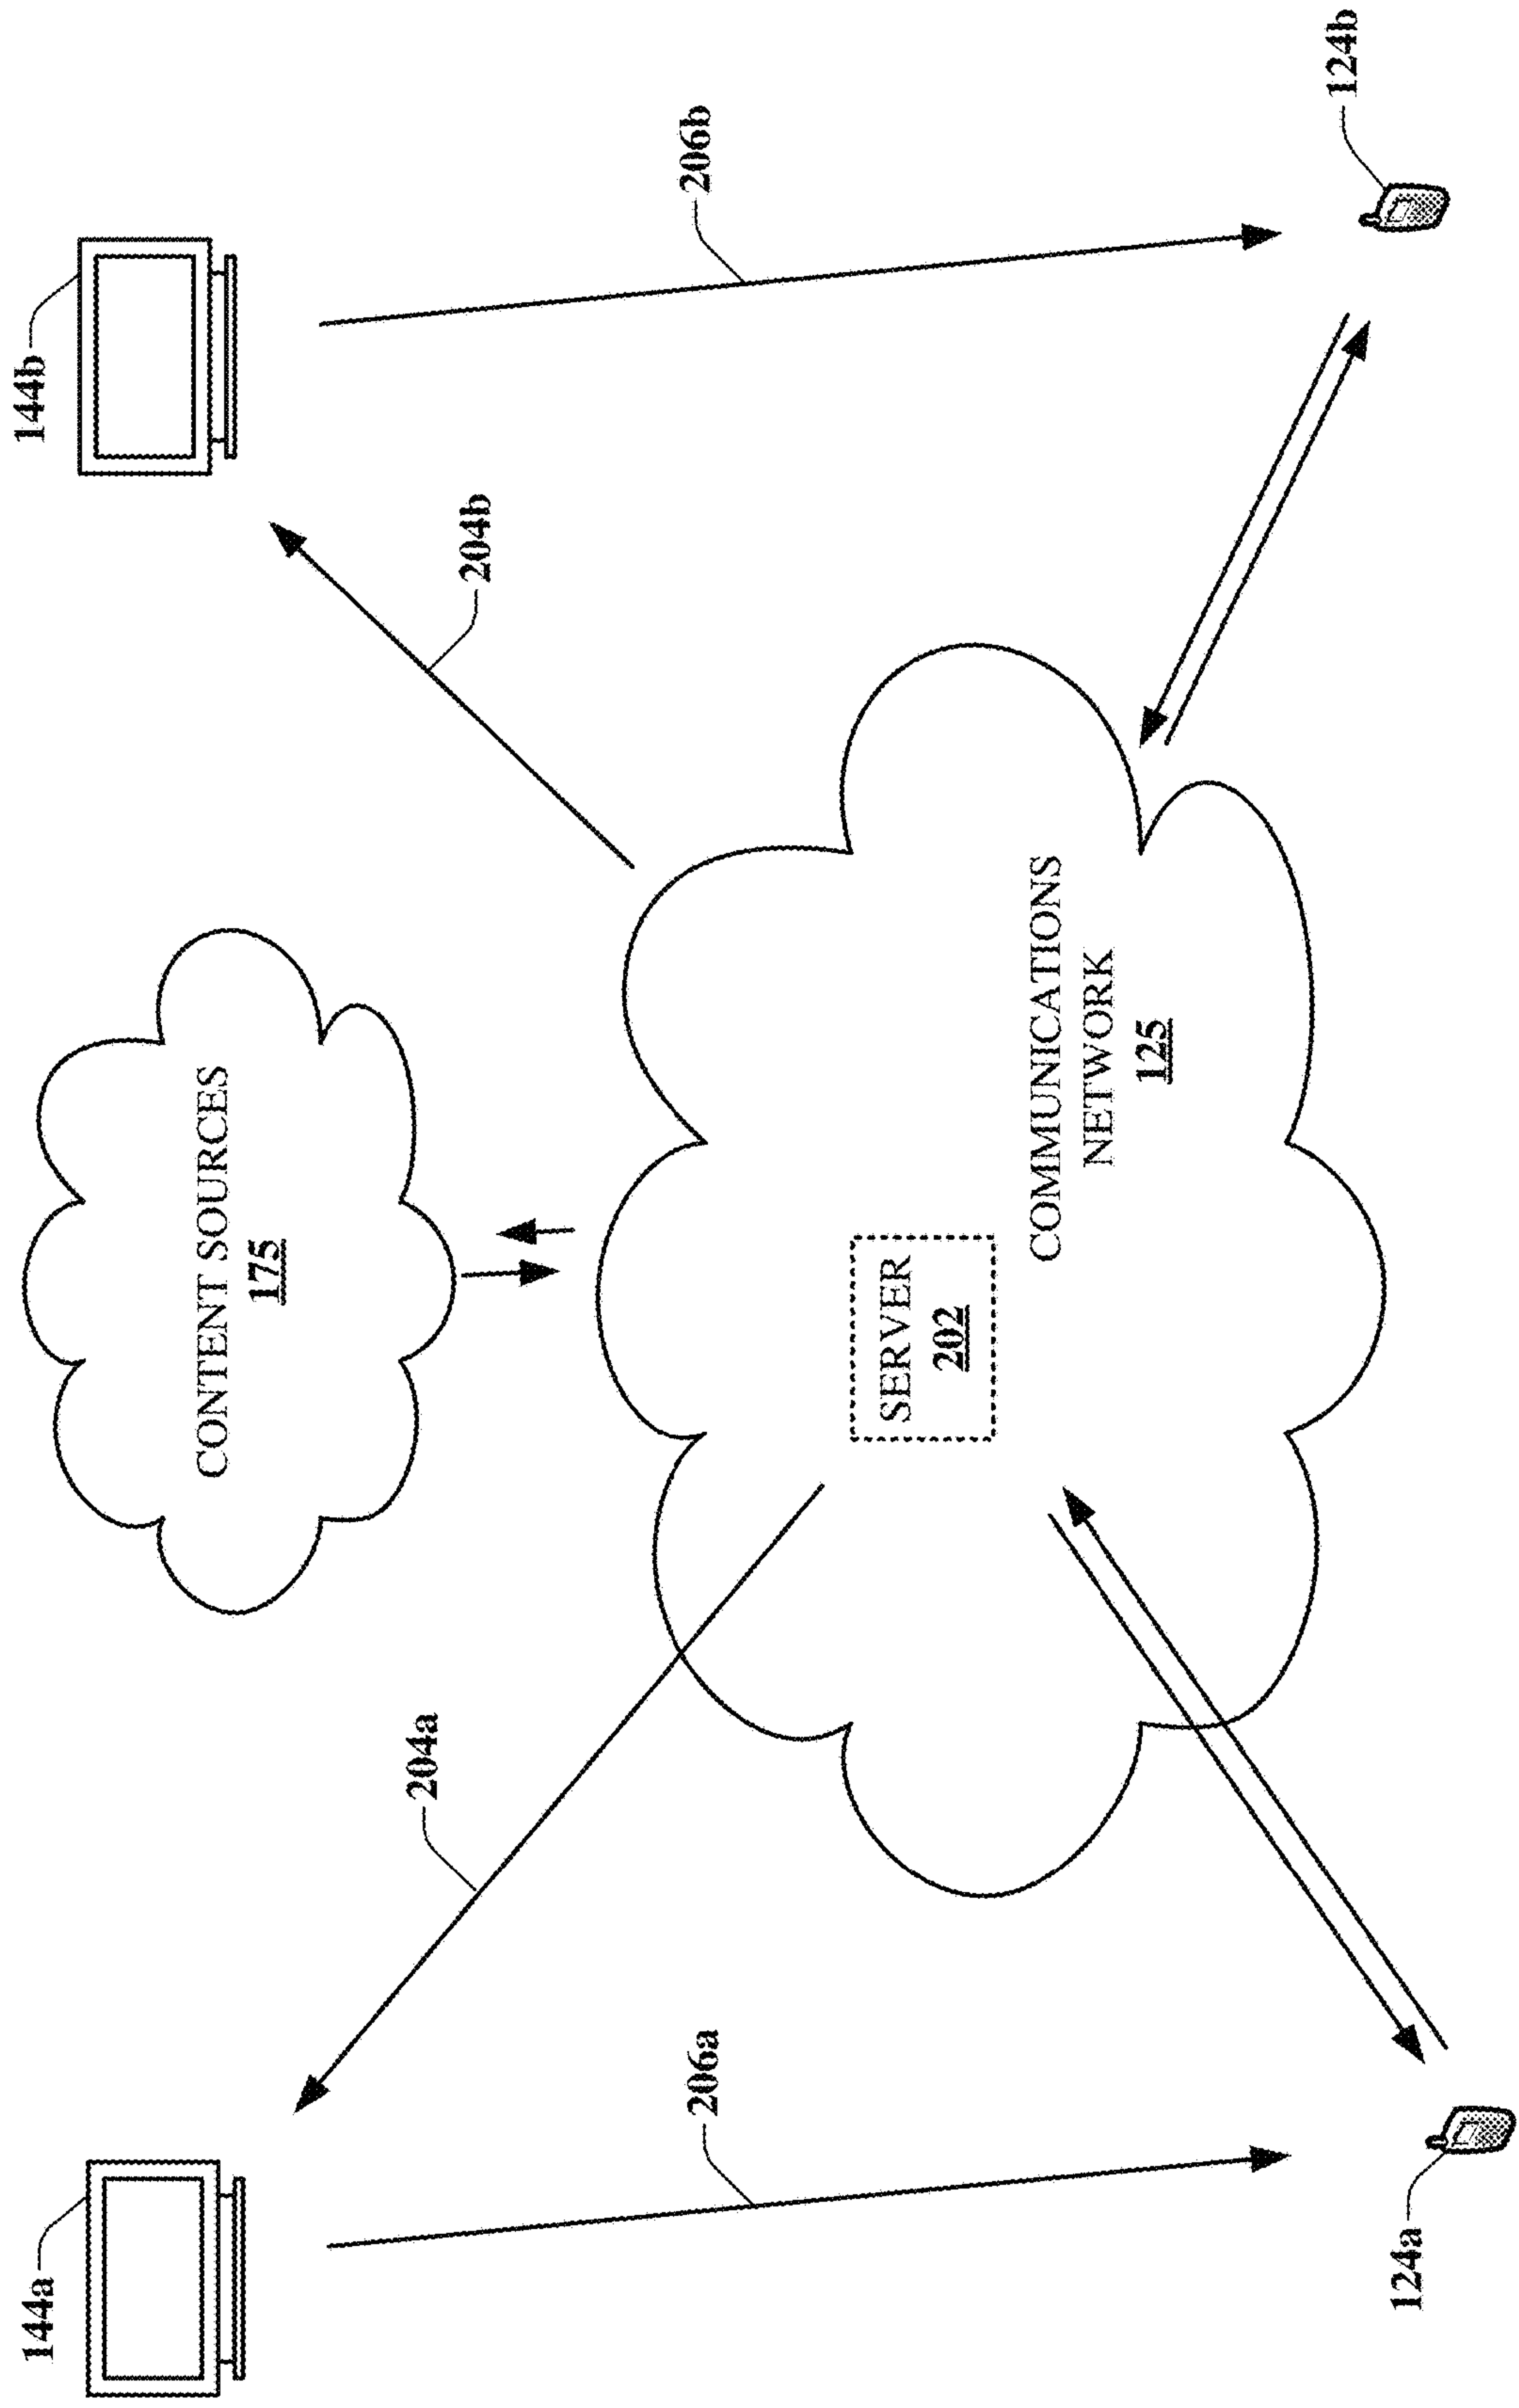 144a
144b
CONTENT SOURCES
175
204a
204b
206a
206b
SERVER
202
COMMUNICATIONS
NETWORK
125
124a
124b